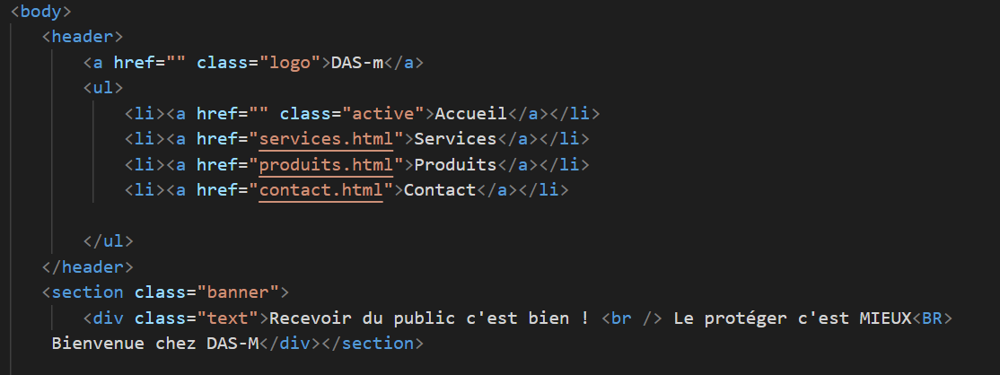 <body>
<header>
<a href="" class="logo">DAS-m</a>
<ul>
<li><a href="" class="active">Accueil</a></li>
<li><a href="services.html">Services</a></li>
<li><a href="produits.html">Produits</a></li>
<li><a href="contact.html">Contact</a></li>
</ul>
</header>
<section class="banner">
<div class="text">Recevoir du public c'est bien ! <br /> Le protéger c'est MIEUX<BR>
Bienvenue chez DAS-M</div></section>